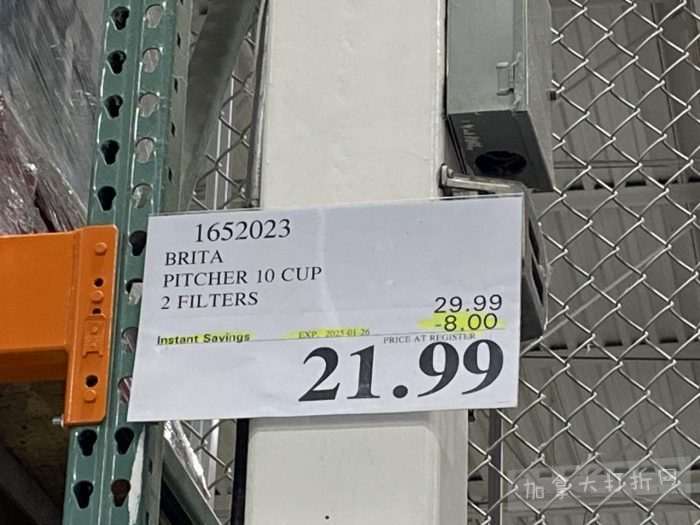 1652023
BRITA
PITCHER 10 CUP
2 FILTERS
29.99
-8.00
Instant Savings EXP. 2025-01-26 PRICE AT REGISTER
21.99
加拿大打折网